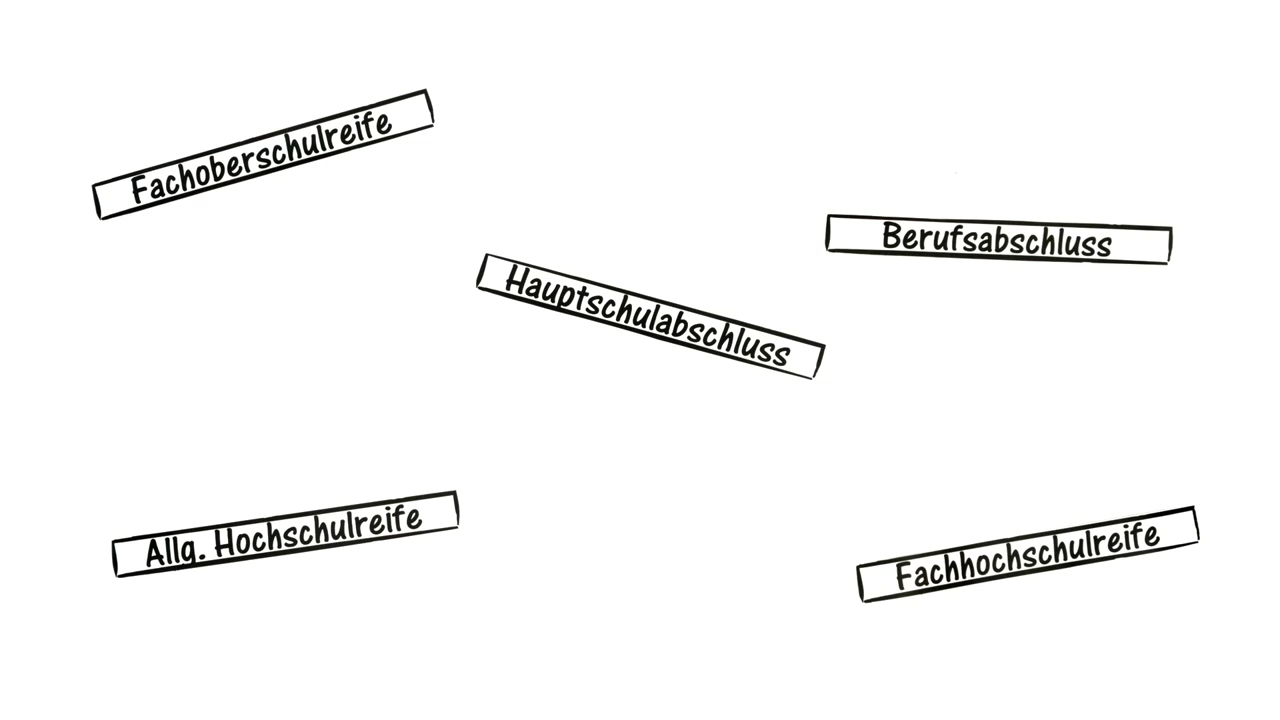 Fachoberschulreife
Berufsabschluss
Hauptschulabschluss
Allg. Hochschulreife
Fachhochschulreife